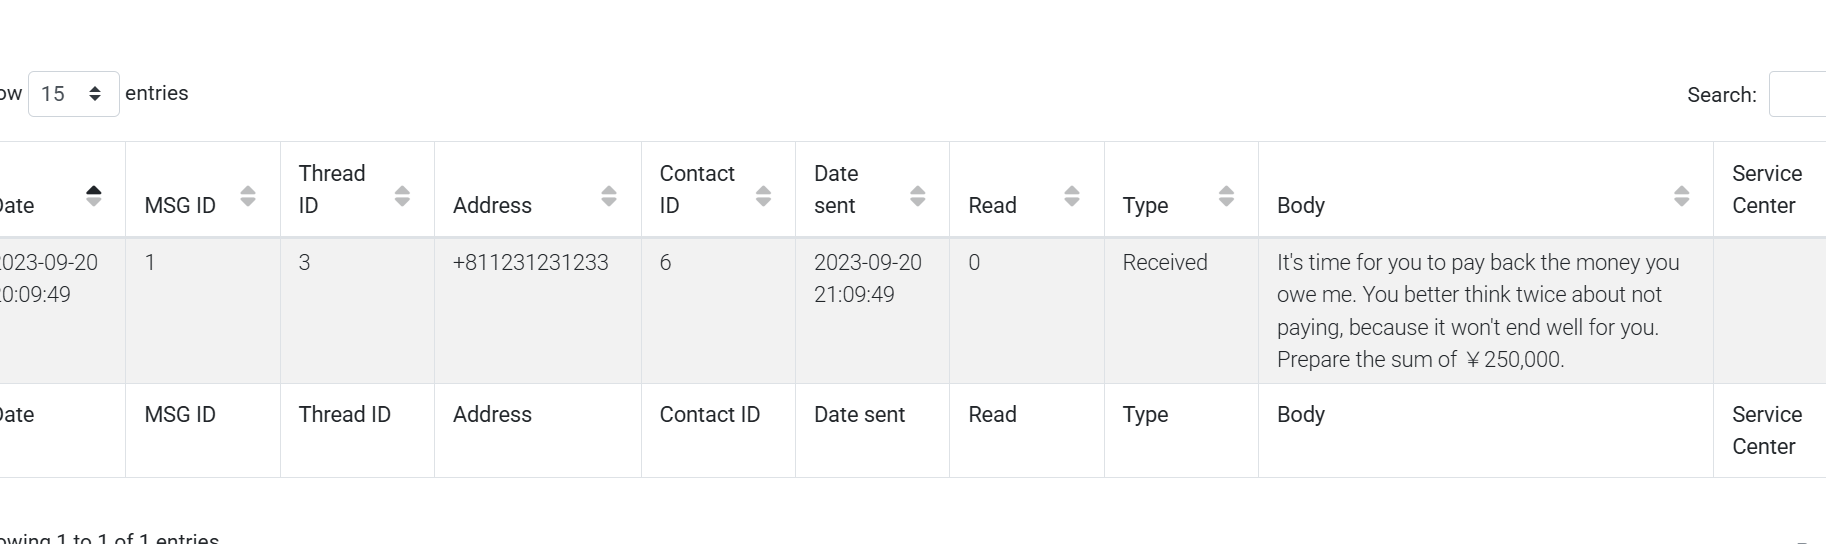 ow 15 entries
Search:
Date MSG ID Thread ID Address Contact ID Date sent Read Type Body Service Center
2023-09-20 20:09:49 1 3 +811231231233 6 2023-09-20 21:09:49 0 Received It's time for you to pay back the money you
owe me. You better think twice about not
paying, because it won't end well for you.
Prepare the sum of ¥250,000.
Date MSG ID Thread ID Address Contact ID Date sent Read Type Body Service Center
owing 1 to 1 of 1 entries